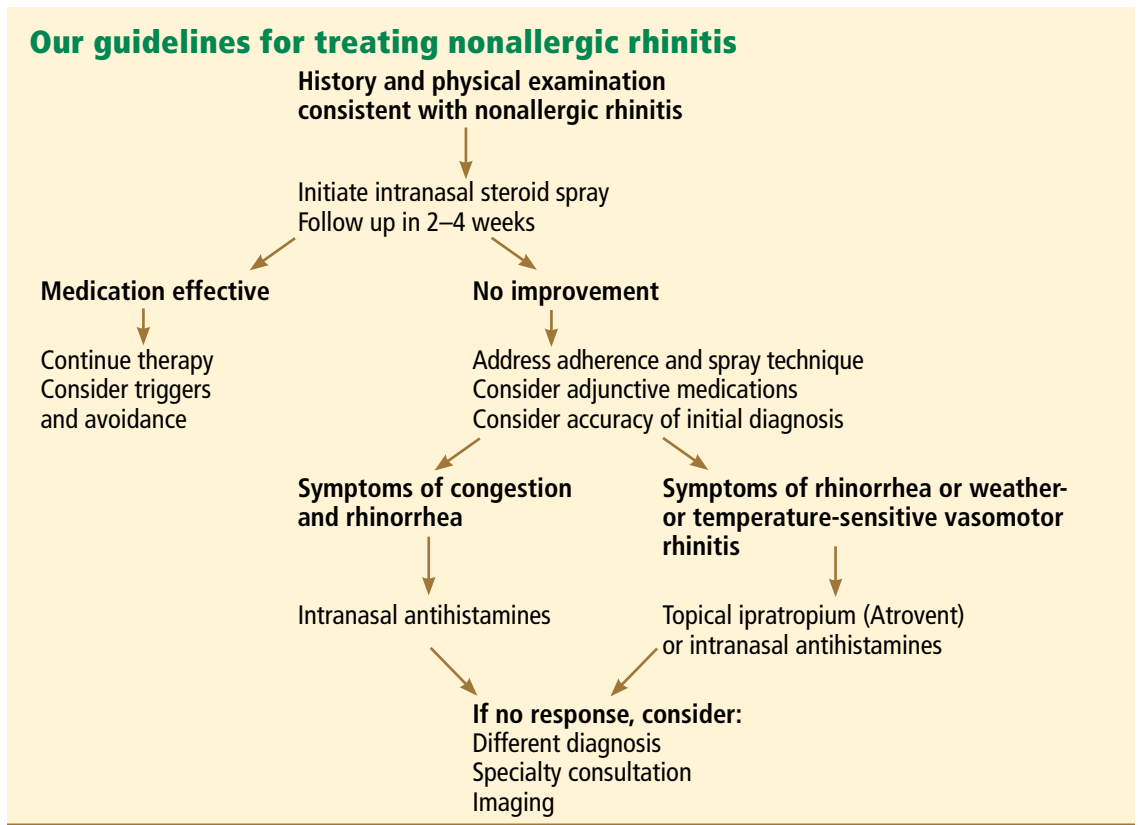 Our guidelines for treating nonallergic rhinitis
History and physical examination
consistent with nonallergic rhinitis
Initiate intranasal steroid spray
Follow up in 2–4 weeks
Medication effective
Continue therapy
Consider triggers
and avoidance
No improvement
Address adherence and spray technique
Consider adjunctive medications
Consider accuracy of initial diagnosis
Symptoms of congestion
and rhinorrhea
Intranasal antihistamines
Symptoms of rhinorrhea or weather-
or temperature-sensitive vasomotor
rhinitis
Topical ipratropium (Atrovent)
or intranasal antihistamines
If no response, consider:
Different diagnosis
Specialty consultation
Imaging